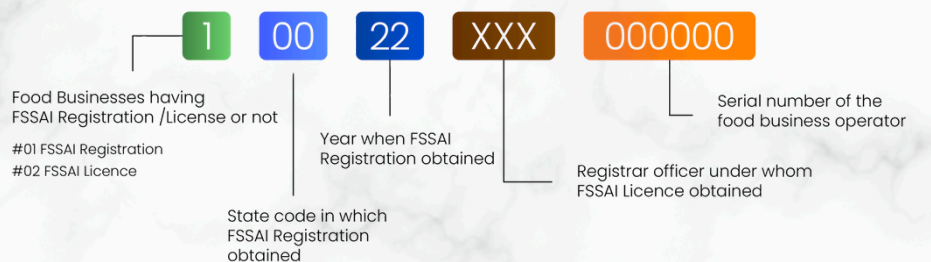 1 00 22 XXX 000000
Food Businesses having
FSSAI Registration /License or not
#01 FSSAI Registration
#02 FSSAI Licence
State code in which
FSSAI Registration
obtained
Year when FSSAI
Registration obtained
Registrar officer under whom
FSSAI Licence obtained
Serial number of the
food business operator